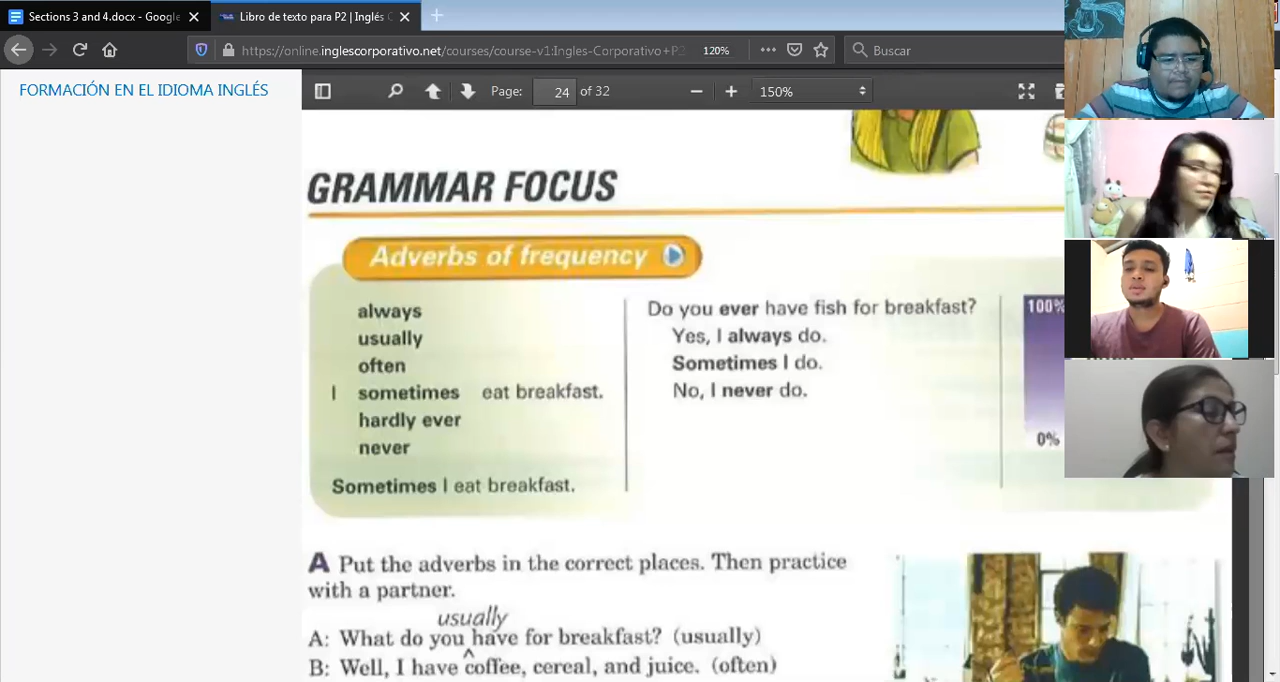 Sections 3 and 4.docx - Google
Libro de texto para P2 | Inglés C
https://online.inglescorporativo.net/courses/course-v1:Ingles-Corporativo+P
120%
Buscar
FORMACIÓN EN EL IDIOMA INGLÉS
Page: 24 of 32
150%
GRAMMAR FOCUS
Adverbs of frequency
always
usually
often
I sometimes eat breakfast.
hardly ever
never
Sometimes I eat breakfast.
Do you ever have fish for breakfast?
Yes, I always do.
Sometimes I do.
No, I never do.
100%
0%
A Put the adverbs in the correct places. Then practice
with a partner.
usually
A: What do you ^ have for breakfast? (usually)
B: Well, I have coffee, cereal, and juice. (often)